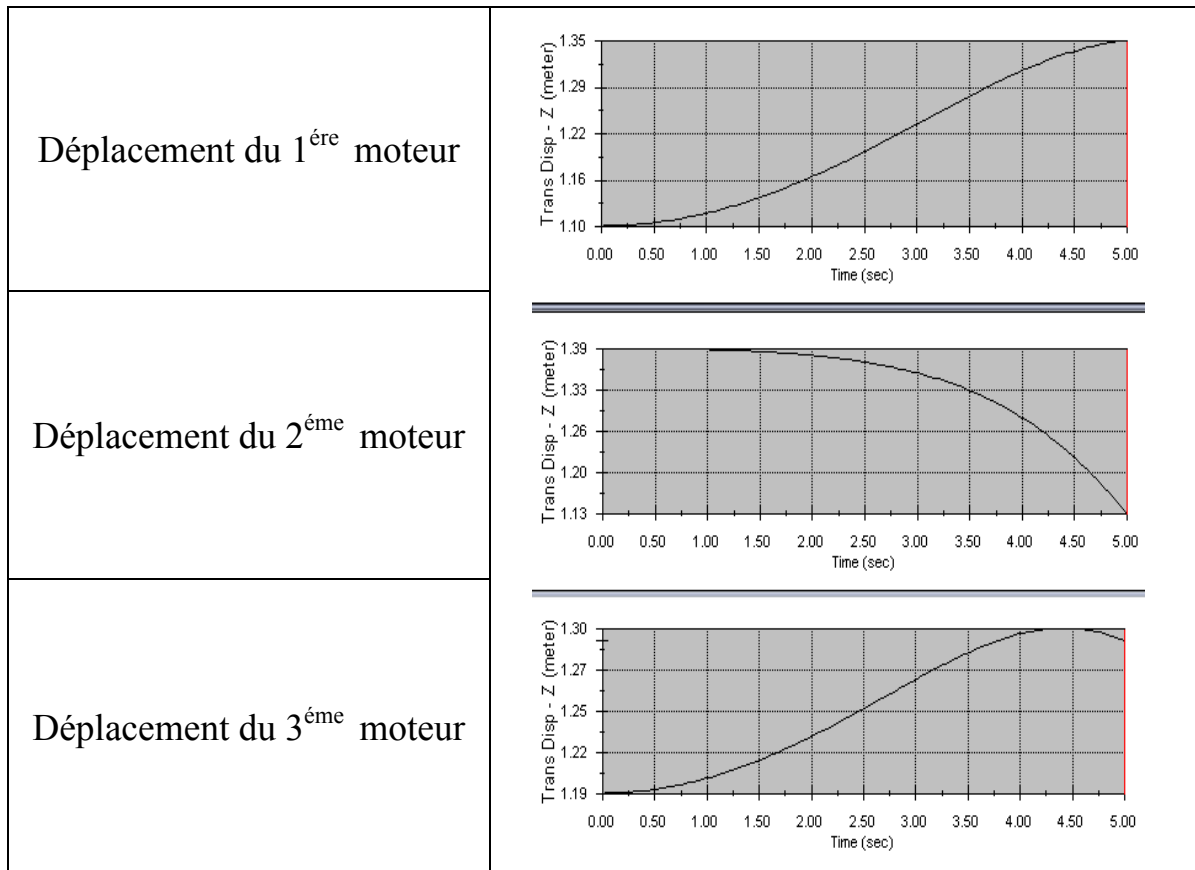 Déplacement du 1ére moteur
Trans Disp - Z (meter)
1.35
1.29
1.22
1.16
1.10
0.00 0.50 1.00 1.50 2.00 2.50 3.00 3.50 4.00 4.50 5.00
Time (sec)
Déplacement du 2éme moteur
Trans Disp - Z (meter)
1.39
1.33
1.26
1.20
1.13
0.00 0.50 1.00 1.50 2.00 2.50 3.00 3.50 4.00 4.50 5.00
Time (sec)
Déplacement du 3éme moteur
Trans Disp - Z (meter)
1.30
1.27
1.25
1.22
1.19
0.00 0.50 1.00 1.50 2.00 2.50 3.00 3.50 4.00 4.50 5.00
Time (sec)